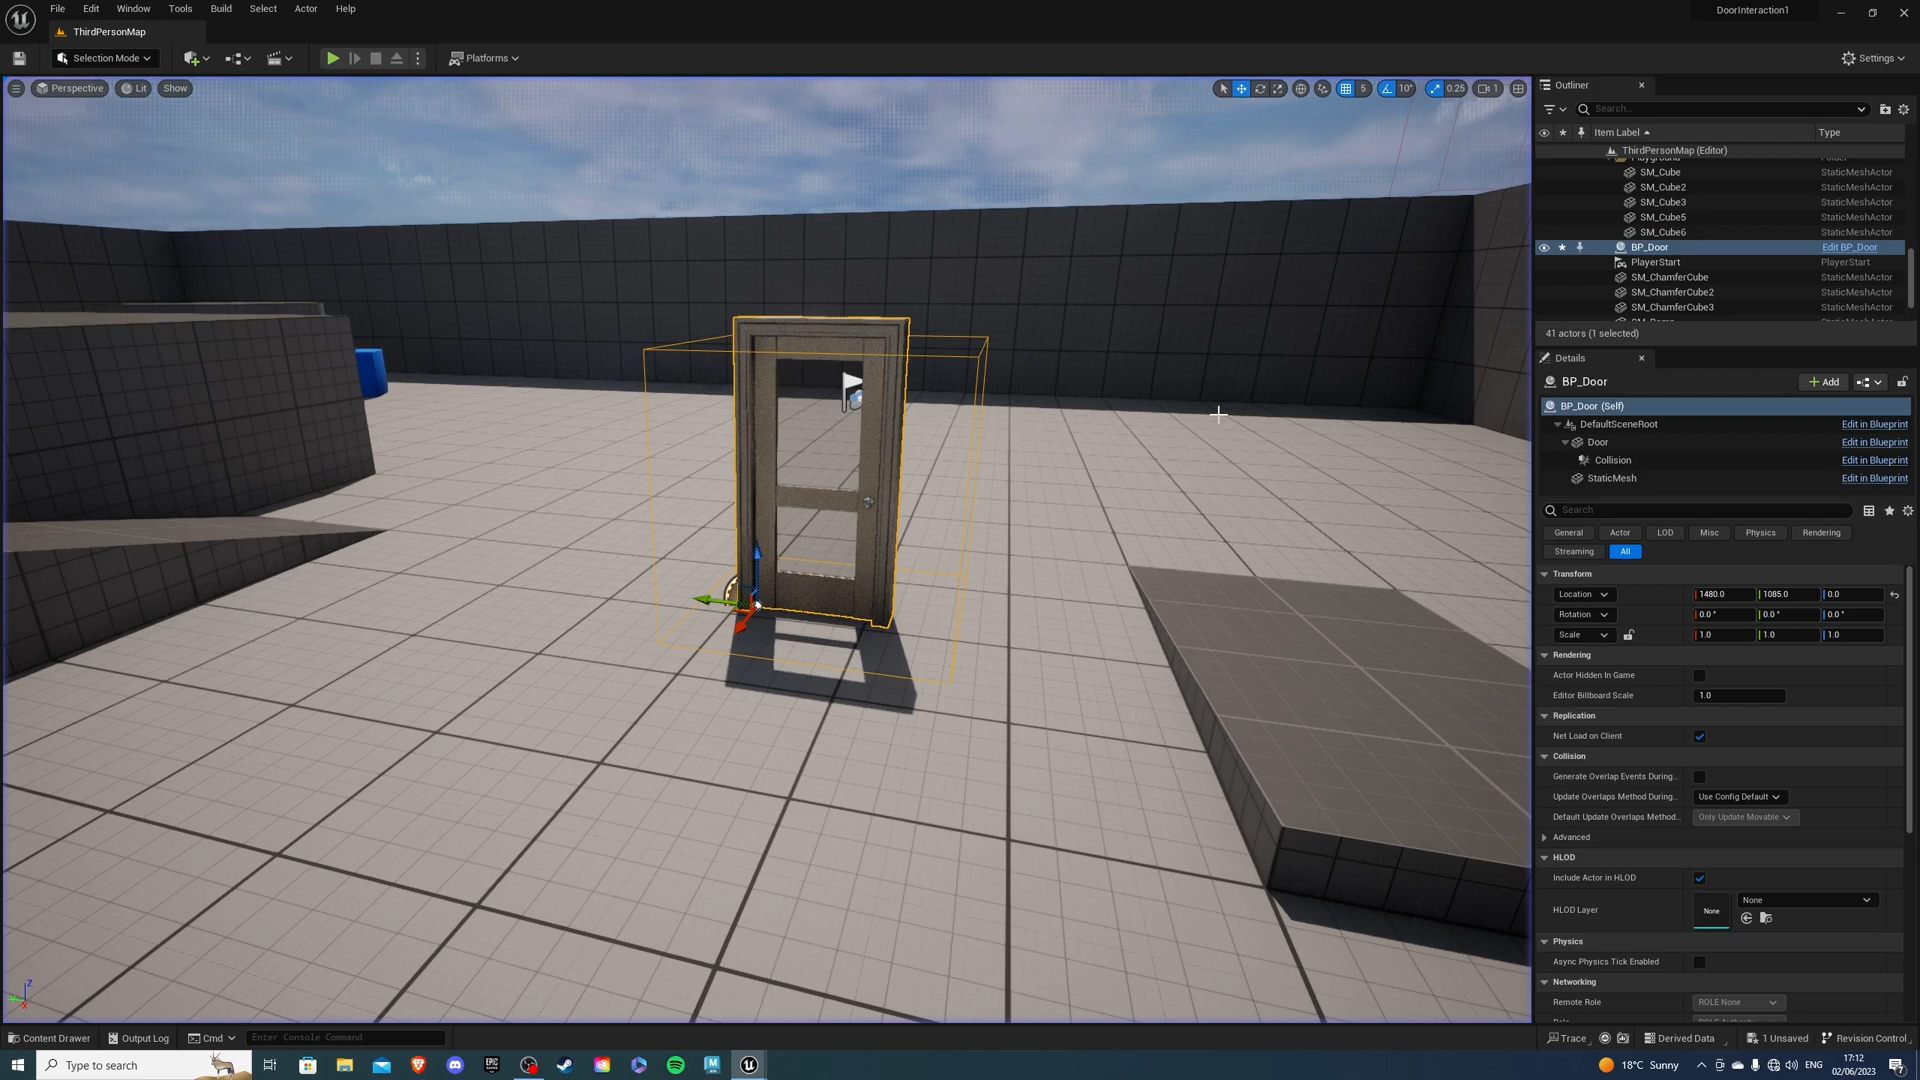 File Edit Window Tools Build Select Actor Help
DoorInteraction1
ThirdPersonMap
Selection Mode
Platforms
Settings
Perspective Lit Show
5 10° 0.25 1
Outliner
Search...
Item Label Type
ThirdPersonMap (Editor)
SM_Cube StaticMeshActor
SM_Cube2 StaticMeshActor
SM_Cube3 StaticMeshActor
SM_Cube5 StaticMeshActor
SM_Cube6 StaticMeshActor
BP_Door Edit BP_Door
PlayerStart PlayerStart
SM_ChamferCube StaticMeshActor
SM_ChamferCube2 StaticMeshActor
SM_ChamferCube3 StaticMeshActor
41 actors (1 selected)
Details
BP_Door
Add
BP_Door (Self)
DefaultSceneRoot Edit in Blueprint
Door Edit in Blueprint
Collision Edit in Blueprint
StaticMesh Edit in Blueprint
Search
General Actor LOD Misc Physics Rendering
Streaming All
Transform
Location 1480.0 1085.0 0.0
Rotation 0.0° 0.0° 0.0°
Scale 1.0 1.0 1.0
Rendering
Actor Hidden In Game
Editor Billboard Scale 1.0
Replication
Net Load on Client
Collision
Generate Overlap Events During...
Update Overlaps Method During... Use Config Default
Default Update Overlaps Method... Only Update Movable
Advanced
HLOD
Include Actor in HLOD
None
HLOD Layer None
Physics
Async Physics Tick Enabled
Networking
Remote Role ROLE None
Z
Content Drawer Output Log Cmd Enter Console Command
Trace Derived Data 1 Unsaved Revision Control
Type to search
18°C Sunny ENG
17:12
02/06/2023